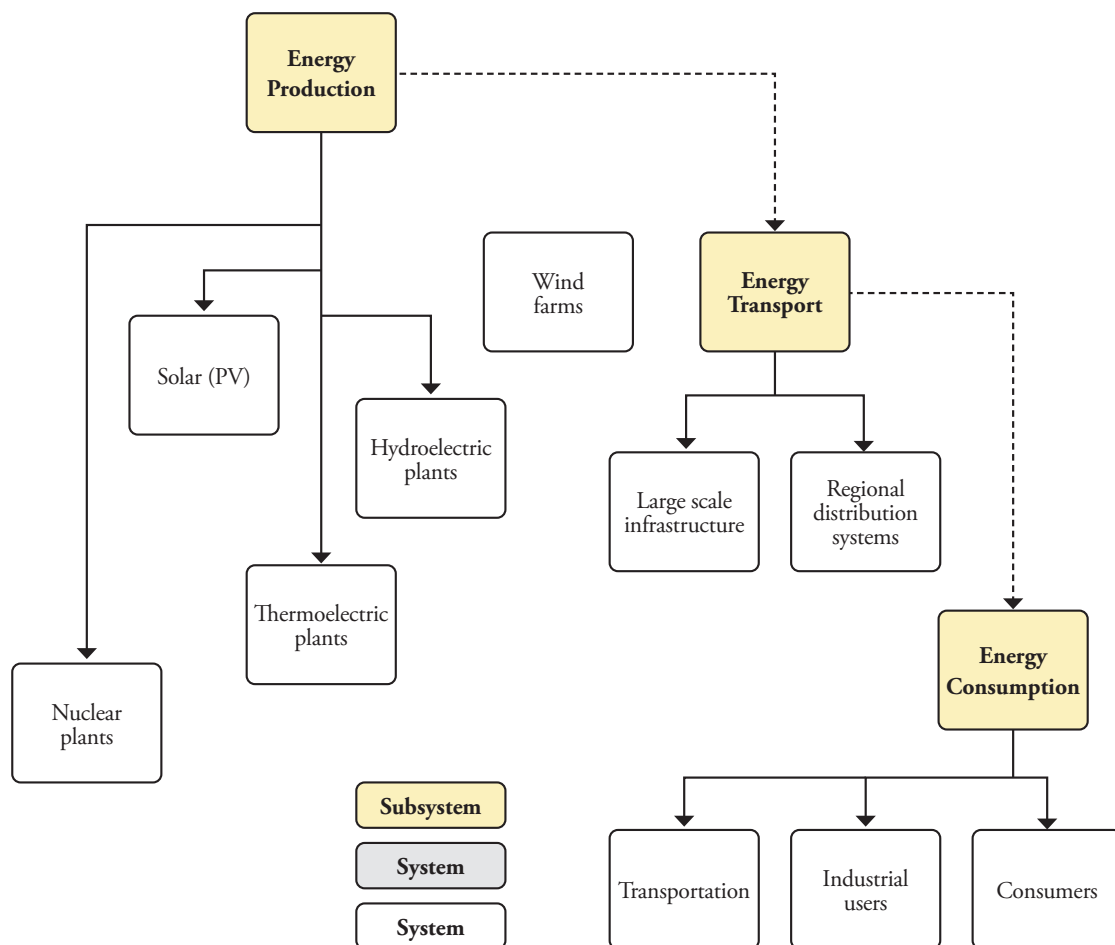 Energy
Production
Wind
farms
Energy
Transport
Solar (PV)
Hydroelectric
plants
Large scale
infrastructure
Regional
distribution
systems
Thermoelectric
plants
Energy
Consumption
Nuclear
plants
Subsystem
System
System
Transportation
Industrial
users
Consumers